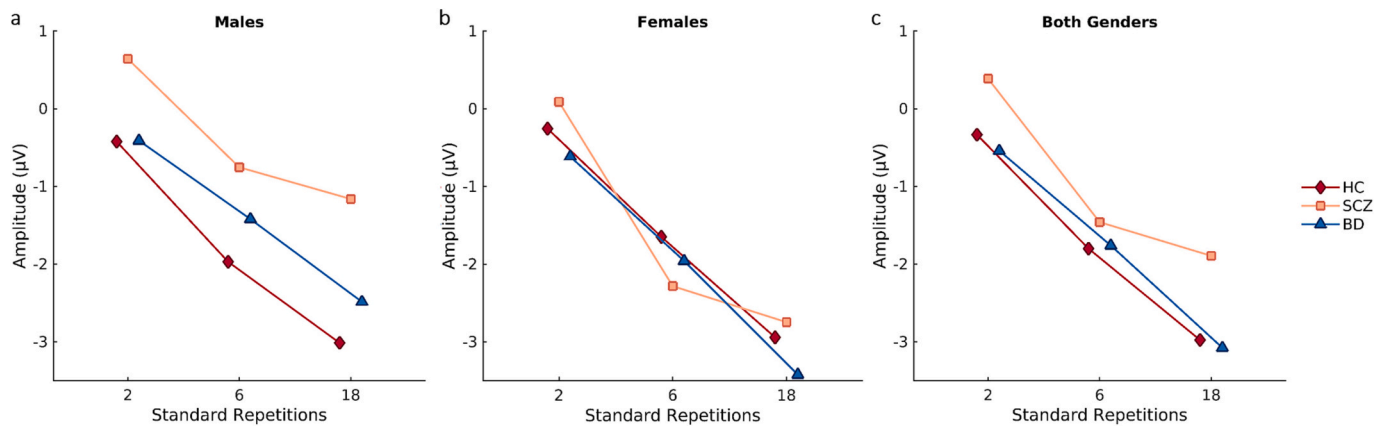 a
Males
1
0
-1
-2
-3
Amplitude (µV)
2 6 18
Standard Repetitions
b
Females
1
0
-1
-2
-3
Amplitude (µV)
2 6 18
Standard Repetitions
c
Both Genders
1
0
-1
-2
-3
Amplitude (µV)
2 6 18
Standard Repetitions
HC
SCZ
BD